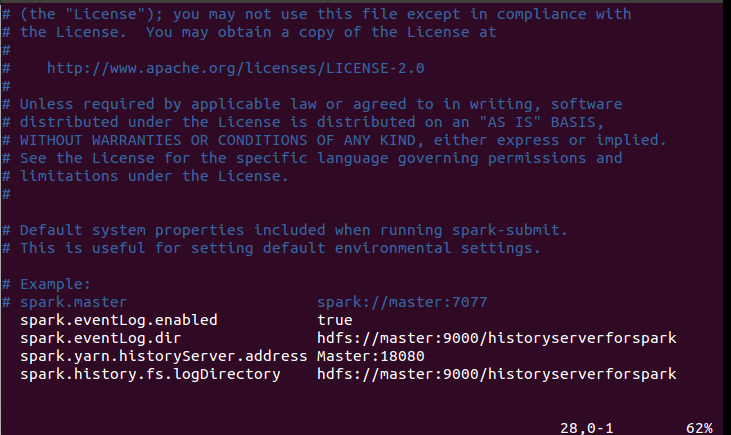 # (the "License"); you may not use this file except in compliance with
# the License.  You may obtain a copy of the License at
#
#    http://www.apache.org/licenses/LICENSE-2.0
#
# Unless required by applicable law or agreed to in writing, software
# distributed under the License is distributed on an "AS IS" BASIS,
# WITHOUT WARRANTIES OR CONDITIONS OF ANY KIND, either express or implied.
# See the License for the specific language governing permissions and
# limitations under the License.
#
# Default system properties included when running spark-submit.
# This is useful for setting default environmental settings.
# Example:
# spark.master                     spark://master:7077
  spark.eventLog.enabled           true
  spark.eventLog.dir               hdfs://master:9000/historyserverforspark
  spark.yarn.historyServer.address Master:18080
  spark.history.fs.logDirectory    hdfs://master:9000/historyserverforspark
28,0-1        62%